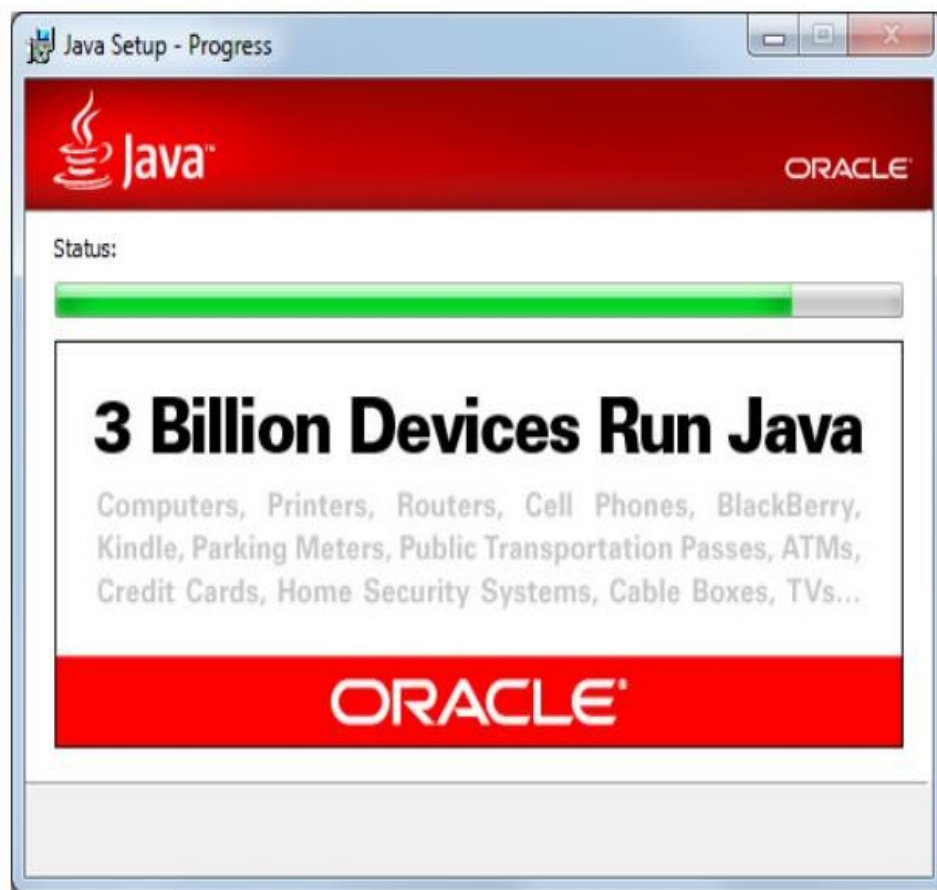 Java Setup - Progress
Java™
ORACLE®
Status:
3 Billion Devices Run Java
Computers, Printers, Routers, Cell Phones, BlackBerry,
Kindle, Parking Meters, Public Transportation Passes, ATMs,
Credit Cards, Home Security Systems, Cable Boxes, TVs...
ORACLE®